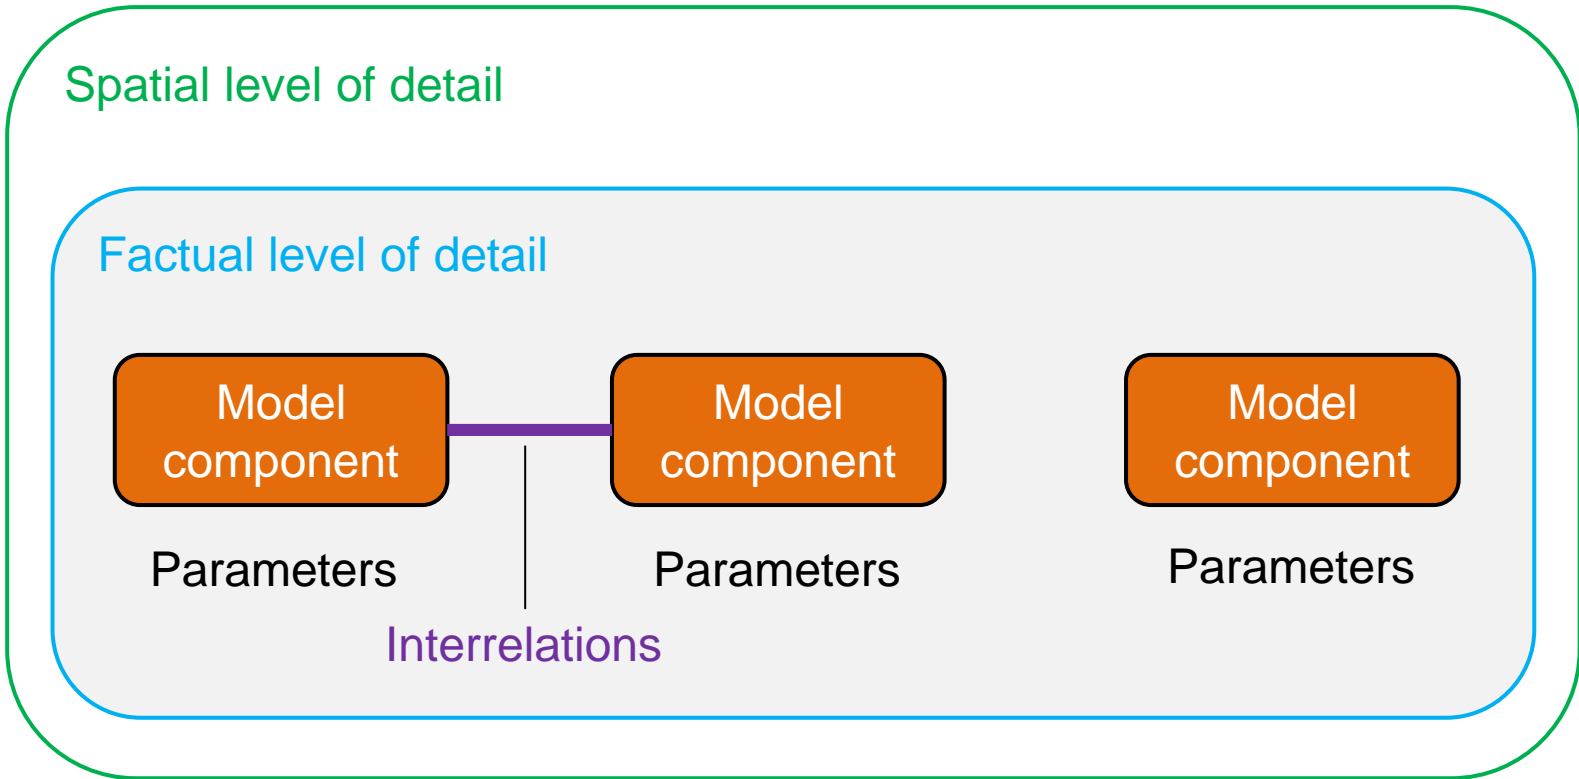 Spatial level of detail
Factual level of detail
Model
component
Model
component
Model
component
Parameters
Parameters
Parameters
Interrelations